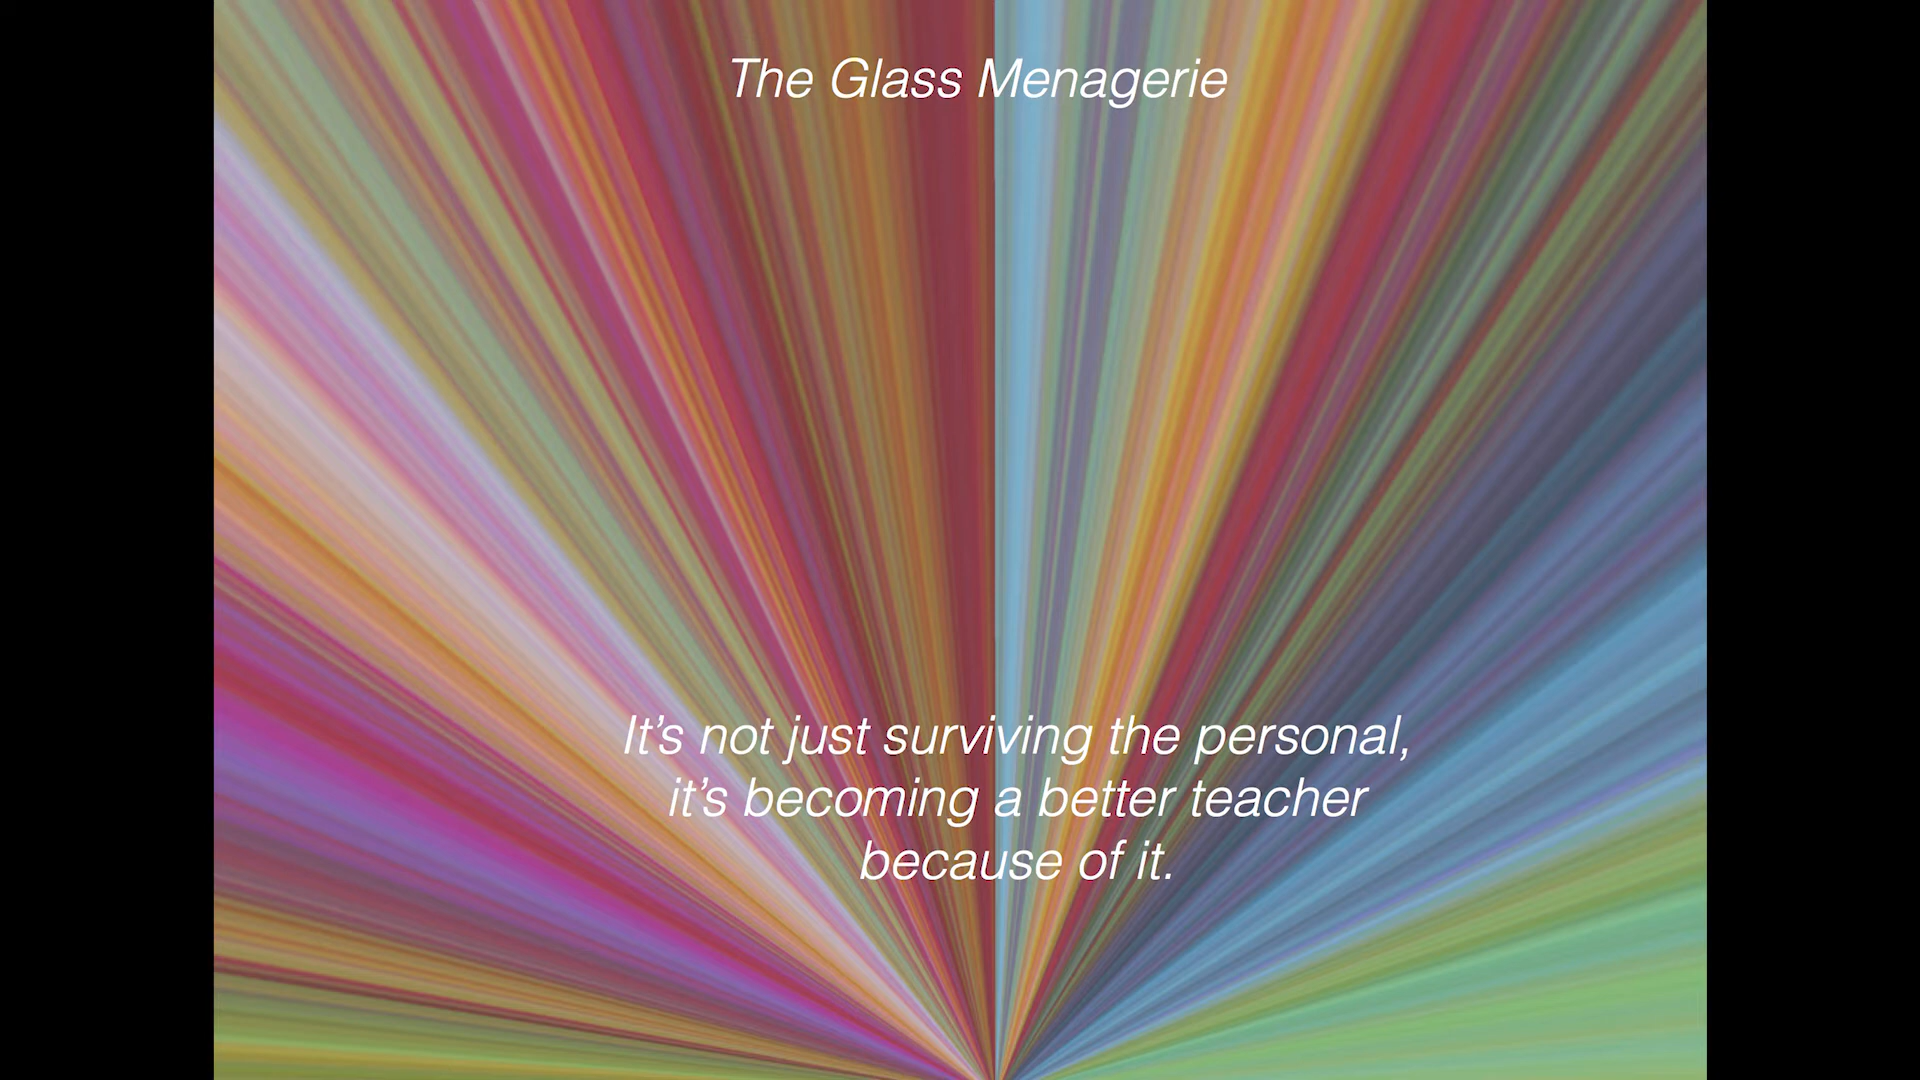 The Glass Menagerie
It’s not just surviving the personal,
it’s becoming a better teacher
because of it.